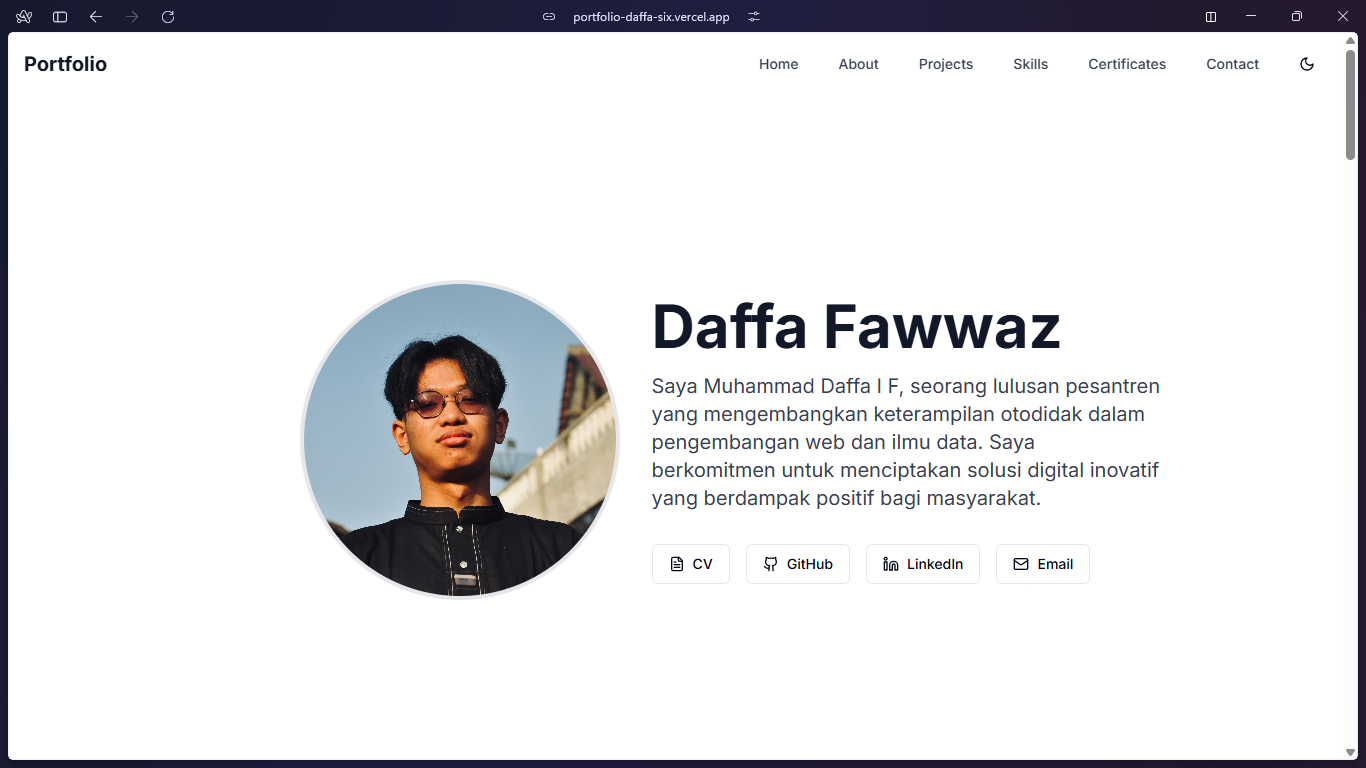 portfolio-daffa-six.vercel.app
Portfolio
Home About Projects Skills Certificates Contact
Daffa Fawwaz
Saya Muhammad Daffa I F, seorang lulusan pesantren
yang mengembangkan keterampilan otodidak dalam
pengembangan web dan ilmu data. Saya
berkomitmen untuk menciptakan solusi digital inovatif
yang berdampak positif bagi masyarakat.
CV GitHub LinkedIn Email